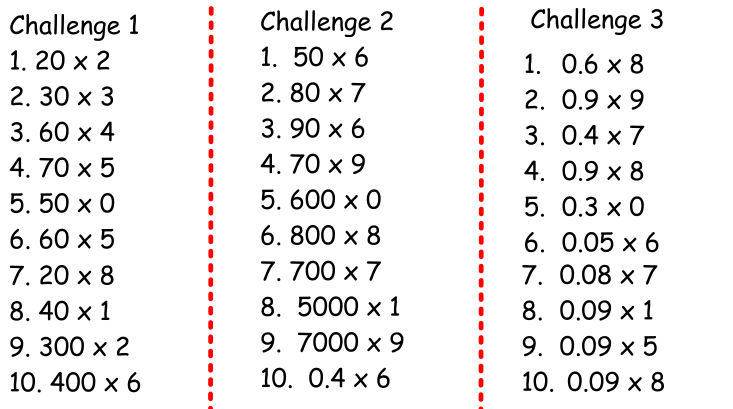 Challenge 1
1. 20 x 2
2. 30 x 3
3. 60 x 4
4. 70 x 5
5. 50 x 0
6. 60 x 5
7. 20 x 8
8. 40 x 1
9. 300 x 2
10. 400 x 6
Challenge 2
1. 50 x 6
2. 80 x 7
3. 90 x 6
4. 70 x 9
5. 600 x 0
6. 800 x 8
7. 700 x 7
8. 5000 x 1
9. 7000 x 9
10. 0.4 x 6
Challenge 3
1. 0.6 x 8
2. 0.9 x 9
3. 0.4 x 7
4. 0.9 x 8
5. 0.3 x 0
6. 0.05 x 6
7. 0.08 x 7
8. 0.09 x 1
9. 0.09 x 5
10. 0.09 x 8